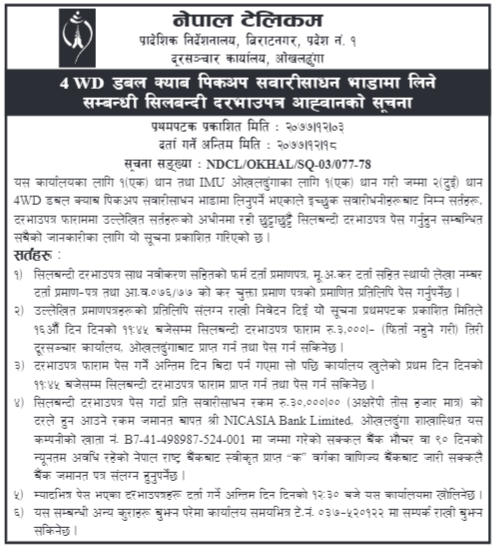 नेपाल टेलिकम
प्रादेशिक निर्देशनालय, बिराटनगर, प्रदेश नं. १
दूरसञ्चार कार्यालय, ओखलढुंगा
4 WD डबल क्याब पिकअप सवारीसाधन भाडामा लिने
सम्बन्धी सिलबन्दी दरभाउपत्र आह्वानको सूचना
प्रथमपटक प्रकाशित मिति : २०७७।१२।०३
दर्ता गर्ने अन्तिम मिति : २०७७।१२।१८
सूचना सङ्ख्या : NDCL/OKHAL/SQ-03/077-78
यस कार्यालयका लागि १(एक) थान तथा IMU ओखलढुंगाका लागि १(एक) थान गरी जम्मा २(दुई) थान
4WD डबल क्याब पिकअप सवारीसाधन भाडामा लिनुपर्ने भएकाले इच्छुक सवारीधनीहरूबाट निम्न सर्तहरू,
दरभाउपत्र फाराममा उल्लेखित सर्तहरूको अधीनमा रही छुट्टाछुट्टै सिलबन्दी दरभाउपत्र पेस गर्नुहुन सम्बन्धित
सबैको जानकारीका लागि यो सूचना प्रकाशित गरिएको छ ।
सर्तहरू :
१) सिलबन्दी दरभाउपत्र साथ नवीकरण सहितको फर्म दर्ता प्रमाणपत्र, मू.अ.कर दर्ता सहित स्थायी लेखा नम्बर
दर्ता प्रमाण-पत्र तथा आ.व.०७६/७७ को कर चुक्ता प्रमाण पत्रको प्रमाणित प्रतिलिपि पेस गर्नुपर्नेछ ।
२) उल्लेखित प्रमाणपत्रहरूको प्रतिलिपि संलग्न राखी निवेदन दिई यो सूचना प्रथमपटक प्रकाशित मितिले
१६औँ दिन दिनको ११:४५ बजेसम्म सिलबन्दी दरभाउपत्र फाराम रु.३,०००।- (फिर्ता नहुने गरी) तिरी
दूरसञ्चार कार्यालय, ओखलढुंगाबाट प्राप्त गर्न तथा पेस गर्न सकिनेछ ।
३) दरभाउपत्र फाराम पेस गर्ने अन्तिम दिन बिदा पर्न गएमा सो पछि कार्यालय खुलेको प्रथम दिन दिनको
११:४५ बजेसम्म सिलबन्दी दरभाउपत्र फाराम प्राप्त गर्न तथा पेस गर्न सकिनेछ ।
४) सिलबन्दी दरभाउपत्र पेस गर्दा प्रति सवारीसाधन रकम रु.३०,०००।०० (अक्षरेपी तीस हजार मात्र) को
दरले हुन आउने रकम जमानत बापत श्री NICASIA Bank Limited, ओखलढुंगा शाखास्थित यस
कम्पनीको खाता नं. B7-41-498987-524-001 मा जम्मा गरेको सक्कल बैंक भौचर वा ९० दिनको
न्यूनतम अवधि रहेको नेपाल राष्ट्र बैंकबाट स्वीकृत प्राप्त “क” वर्गका वाणिज्य बैंकबाट जारी सक्कलै
बैंक जमानत पत्र संलग्न हुनुपर्नेछ ।
५) म्यादभित्र पेस भएका दरभाउपत्रहरू दर्ता गर्ने अन्तिम दिन दिनको १२:३० बजे यस कार्यालयमा खोलिनेछ ।
६) यस सम्बन्धी अन्य कुराहरू बुझ्न परेमा कार्यालय समयभित्र टे.नं. ०३७-५२०१२२ मा सम्पर्क राखी बुझ्न
सकिनेछ ।